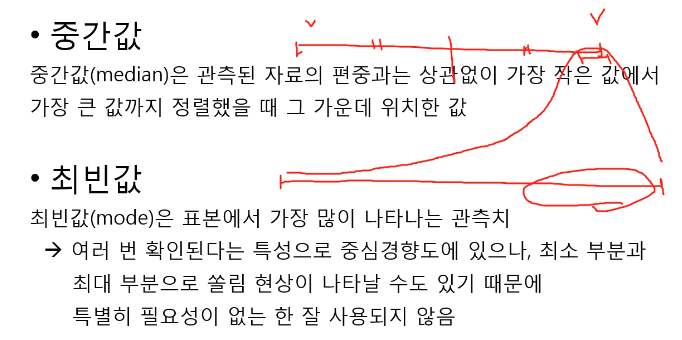 • 중간값
중간값(median)은 관측된 자료의 편중과는 상관없이 가장 작은 값에서
가장 큰 값까지 정렬했을 때 그 가운데 위치한 값
• 최빈값
최빈값(mode)은 표본에서 가장 많이 나타나는 관측치
→ 여러 번 확인된다는 특성으로 중심경향도에 있으나, 최소 부분과
최대 부분으로 쏠림 현상이 나타날 수도 있기 때문에
특별히 필요성이 없는 한 잘 사용되지 않음